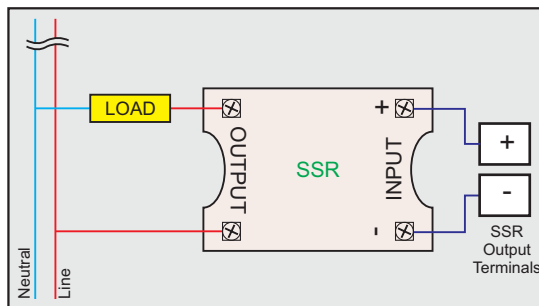 Neutral
Line
LOAD
OUTPUT
SSR
+
INPUT
-
+
-
SSR
Output
Terminals